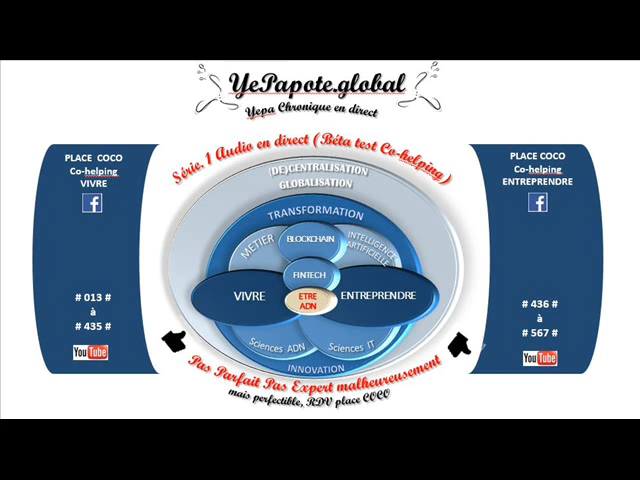 YePapote.global
Yepa Chronique en direct
Série, 1 Audio en direct (Béta test Co-helping)
PLACE COCO
Co-helping
VIVRE
# 013 #
à
# 435 #
YouTube
(DE)CENTRALISATION
GLOBALISATION
TRANSFORMATION
METIER
BLOCKCHAIN
INTELLIGENCE
ARTIFICIELLE
FINTECH
VIVRE
ETRE
ADN
ENTREPRENDRE
Sciences ADN
Sciences IT
INNOVATION
PLACE COCO
Co-helping
ENTREPRENDRE
# 436 #
à
# 567 #
YouTube
Pas Parfait Pas Expert malheureusement
mais perfectible, RDV place COCO